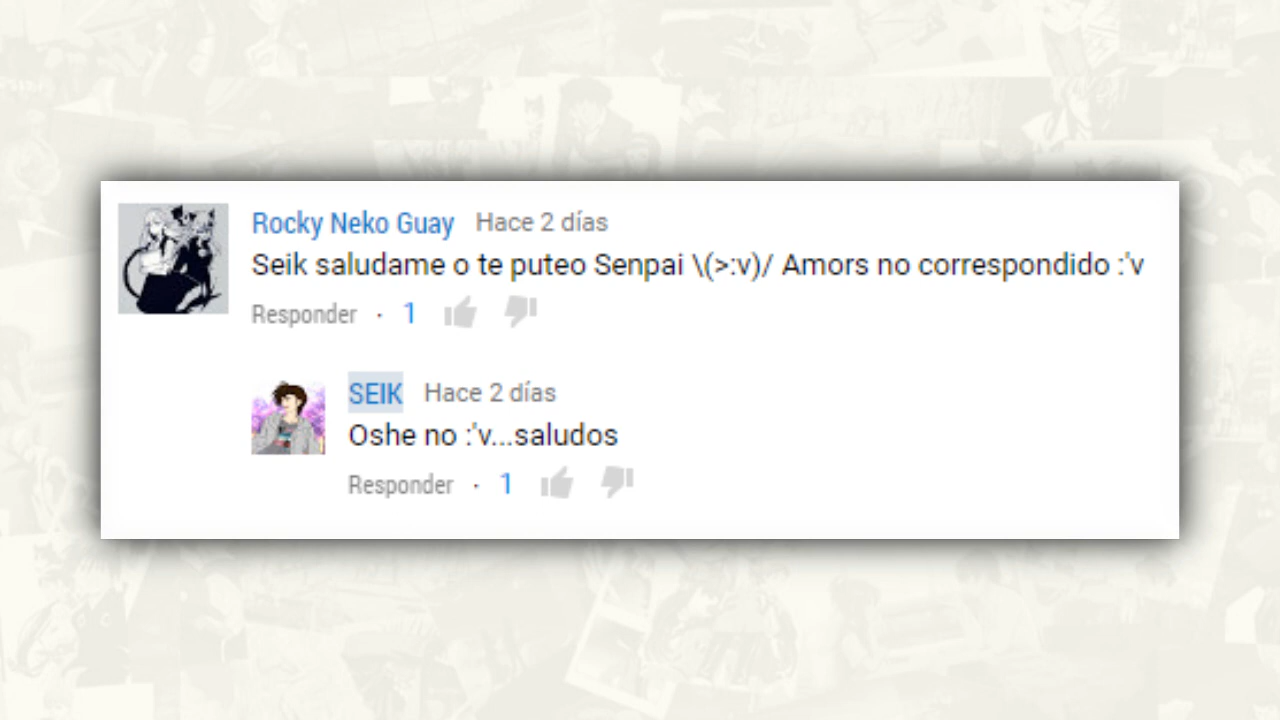 Rocky Neko Guay Hace 2 días
Seik saludame o te puteo Senpai \(>:v)/ Amors no correspondido :'v
Responder · 1
SEIK Hace 2 días
Oshe no :'v...saludos
Responder · 1